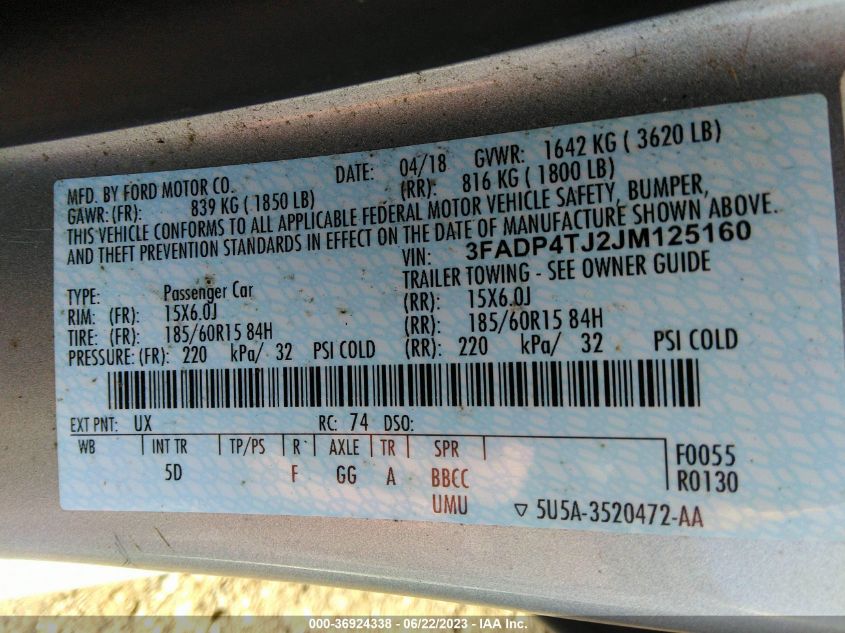 MFD. BY FORD MOTOR CO. DATE: 04/18 GVWR: 1642 KG ( 3620 LB)
GAWR: (FR): 839 KG ( 1850 LB) (RR): 816 KG ( 1800 LB)
THIS VEHICLE CONFORMS TO ALL APPLICABLE FEDERAL MOTOR VEHICLE SAFETY, BUMPER,
AND THEFT PREVENTION STANDARDS IN EFFECT ON THE DATE OF MANUFACTURE SHOWN ABOVE.
VIN: 3FADP4TJ2JM125160
TRAILER TOWING - SEE OWNER GUIDE
TYPE: Passenger Car
RIM: (FR): 15X6.0J (RR): 15X6.0J
TIRE: (FR): 185/60R15 84H (RR): 185/60R15 84H
PRESSURE: (FR): 220 kPa/ 32 PSI COLD (RR): 220 kPa/ 32 PSI COLD
EXT PNT: UX RC: 74 DSO:
WB INT TR TP/PS R AXLE TR SPR F0055
5D F GG A BBCC R0130
UMU ▽ 5U5A-3520472-AA
000-36924338 - 06/22/2023 - IAA Inc.